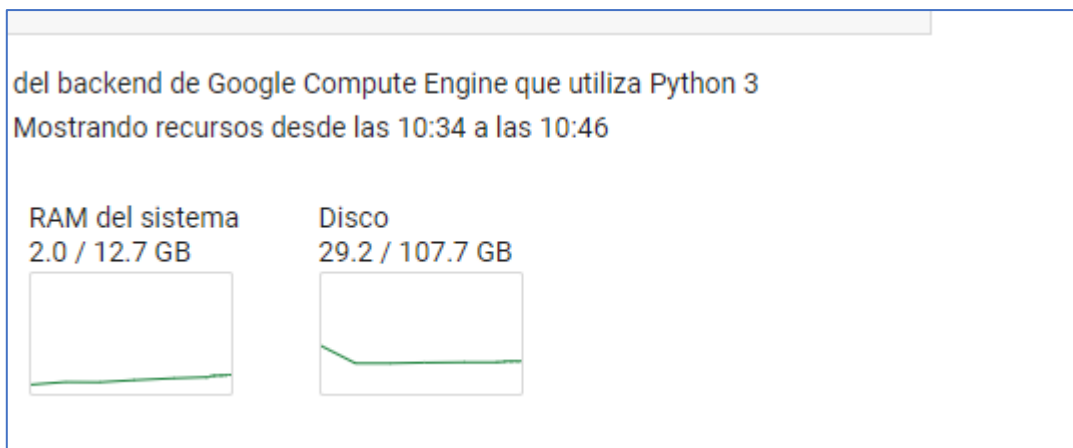 del backend de Google Compute Engine que utiliza Python 3
Mostrando recursos desde las 10:34 a las 10:46
RAM del sistema
2.0 / 12.7 GB
Disco
29.2 / 107.7 GB